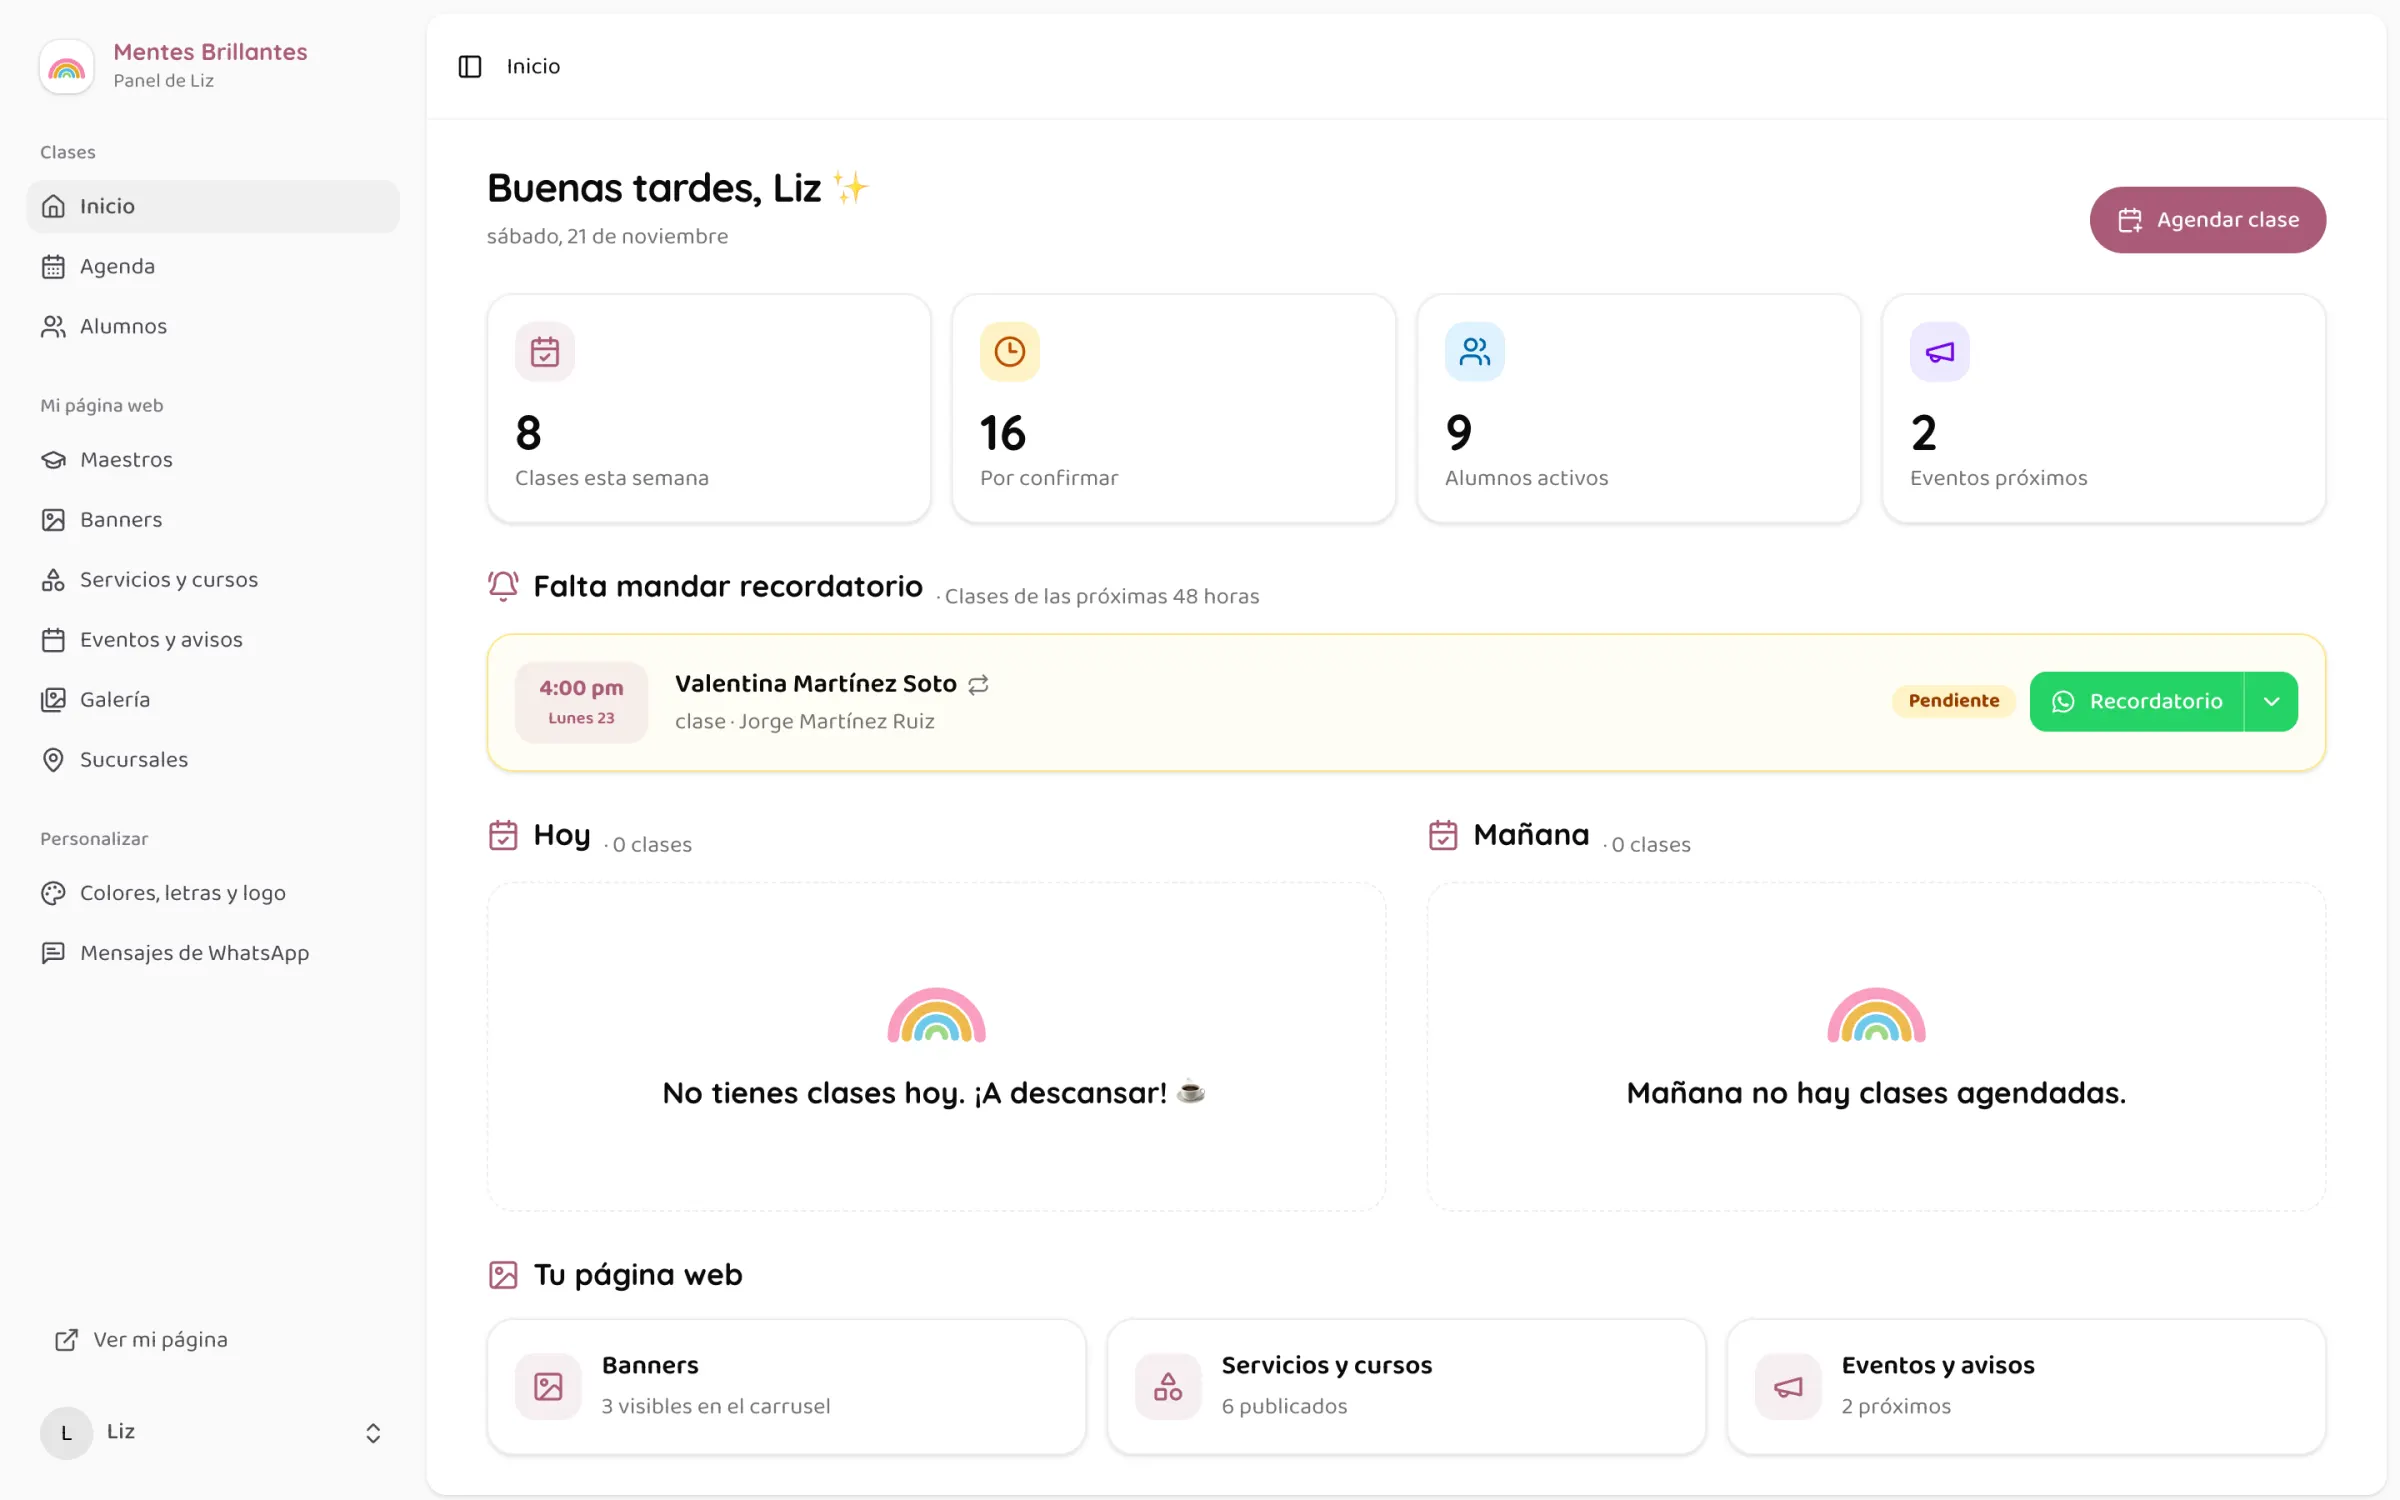 Mentes Brillantes
Panel de Liz
Clases
Inicio
Agenda
Alumnos
Mi página web
Maestros
Banners
Servicios y cursos
Eventos y avisos
Galería
Sucursales
Personalizar
Colores, letras y logo
Mensajes de WhatsApp
Ver mi página
L
Liz
Inicio
Buenas tardes, Liz ✨
sábado, 21 de noviembre
Agendar clase
8
Clases esta semana
16
Por confirmar
9
Alumnos activos
2
Eventos próximos
Falta mandar recordatorio · Clases de las próximas 48 horas
4:00 pm
Lunes 23
Valentina Martínez Soto
clase · Jorge Martínez Ruiz
Pendiente
Recordatorio
Hoy · 0 clases
No tienes clases hoy. ¡A descansar! ☕
Mañana · 0 clases
Mañana no hay clases agendadas.
Tu página web
Banners
3 visibles en el carrusel
Servicios y cursos
6 publicados
Eventos y avisos
2 próximos